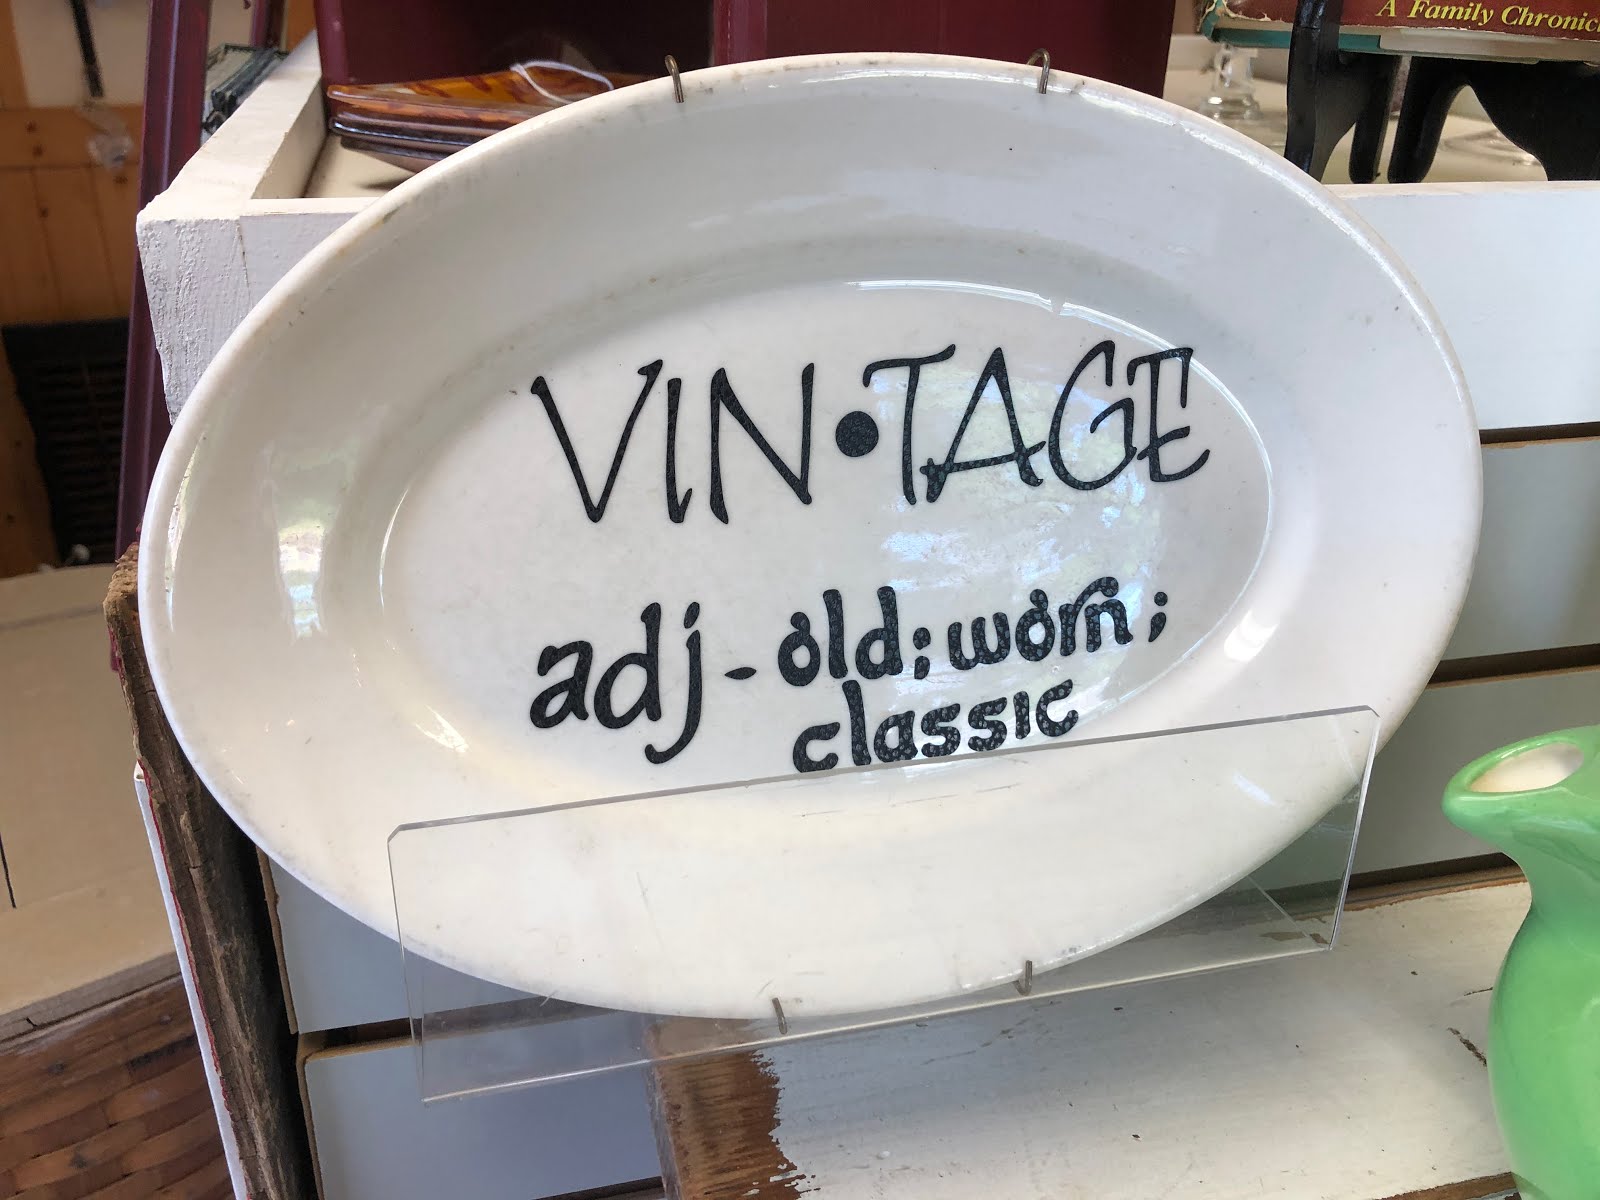 A Family Chronic
VIN•TAGE
adj - old; worn;
classic